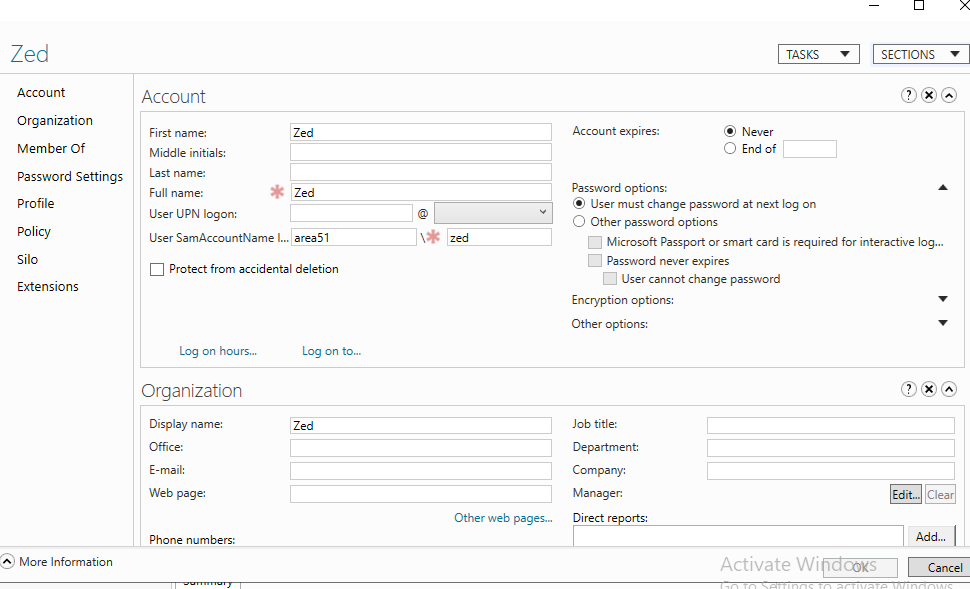 Zed
TASKS
SECTIONS
Account
Organization
Member Of
Password Settings
Profile
Policy
Silo
Extensions
Account
First name: Zed
Middle initials:
Last name:
Full name: * Zed
User UPN logon: @
User SamAccountName l... area51 \* zed
Protect from accidental deletion
Log on hours...
Log on to...
Account expires:
Never
End of
Password options:
User must change password at next log on
Other password options
Microsoft Passport or smart card is required for interactive log...
Password never expires
User cannot change password
Encryption options:
Other options:
Organization
Display name: Zed
Office:
E-mail:
Web page:
Other web pages...
Phone numbers:
Job title:
Department:
Company:
Manager:
Edit... Clear
Direct reports:
Add...
More Information
OK
Cancel
Summary
Activate Windows
Go to Settings to activate Windows.